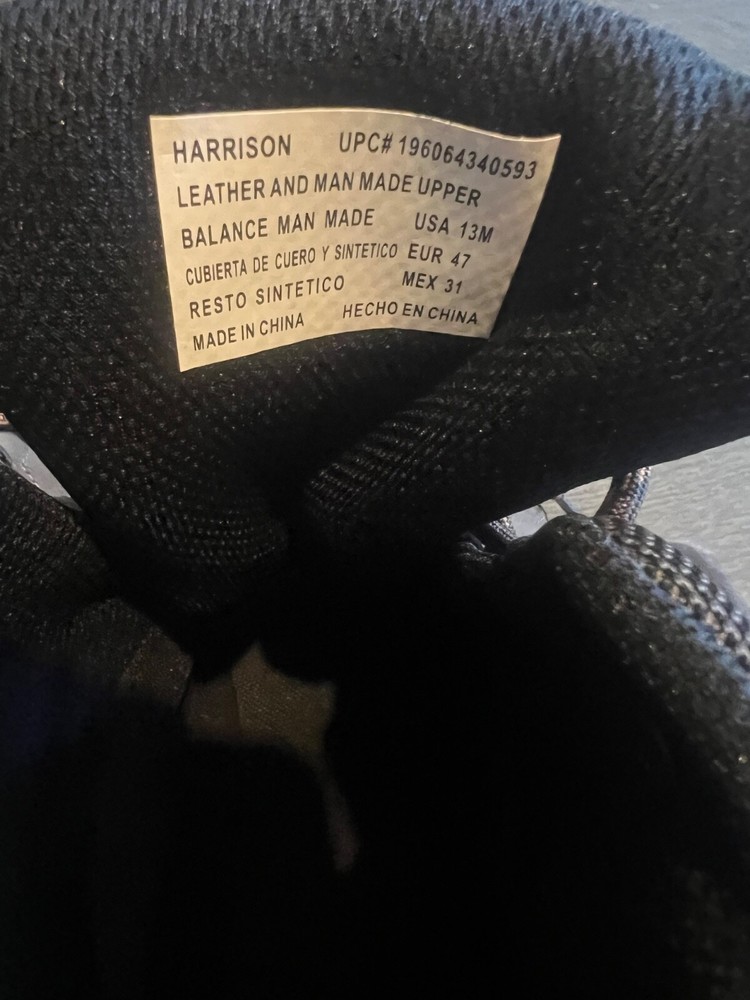 HARRISON UPC# 196064340593
LEATHER AND MAN MADE UPPER
BALANCE MAN MADE USA 13M
CUBIERTA DE CUERO Y SINTETICO EUR 47
RESTO SINTETICO MEX 31
MADE IN CHINA HECHO EN CHINA